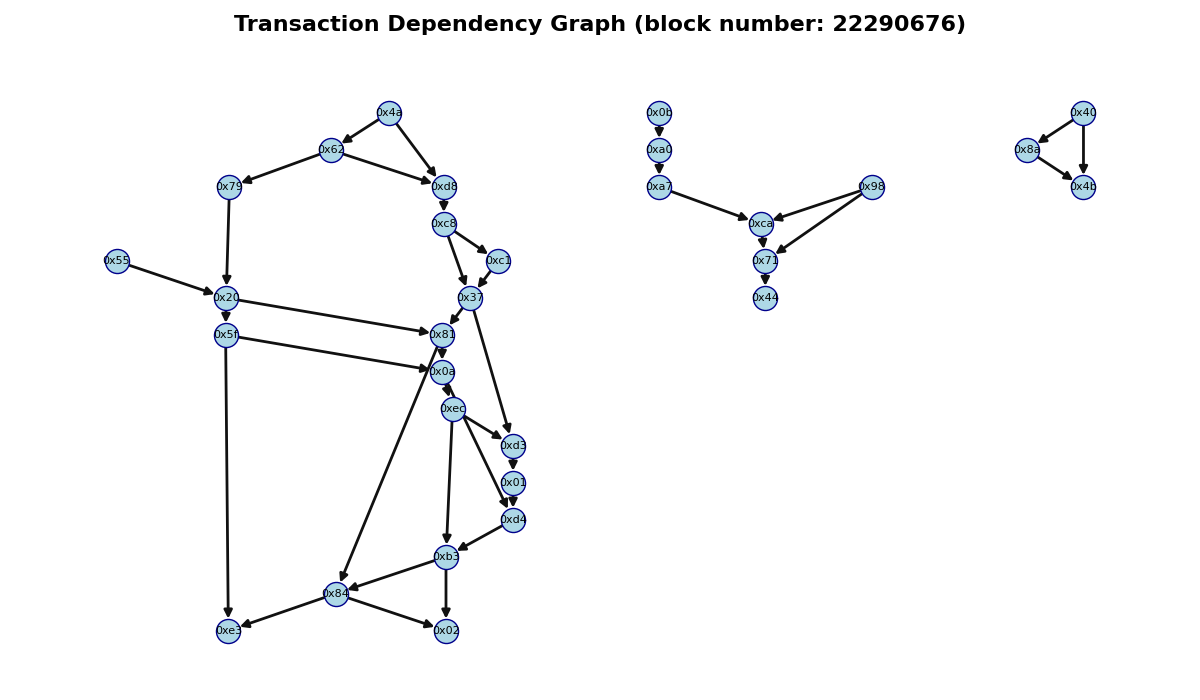 Transaction Dependency Graph (block number: 22290676)
0x4a
0x0b
0x40
0x62
0xa0
0x8a
0x79
0xd8
0xa7
0x98
0x4b
0xc8
0xca
0x55
0xc1
0x71
0x20
0x37
0x44
0x5f
0x81
0x0a
0xec
0xd3
0x01
0xd4
0xb3
0x84
0xe3
0x02